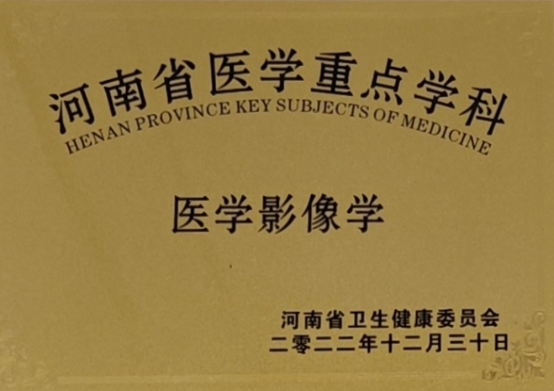 河南省医学重点学科
HENAN PROVINCE KEY SUBJECTS OF MEDICINE
医学影像学
河南省卫生健康委员会
二零二二年十二月三十日